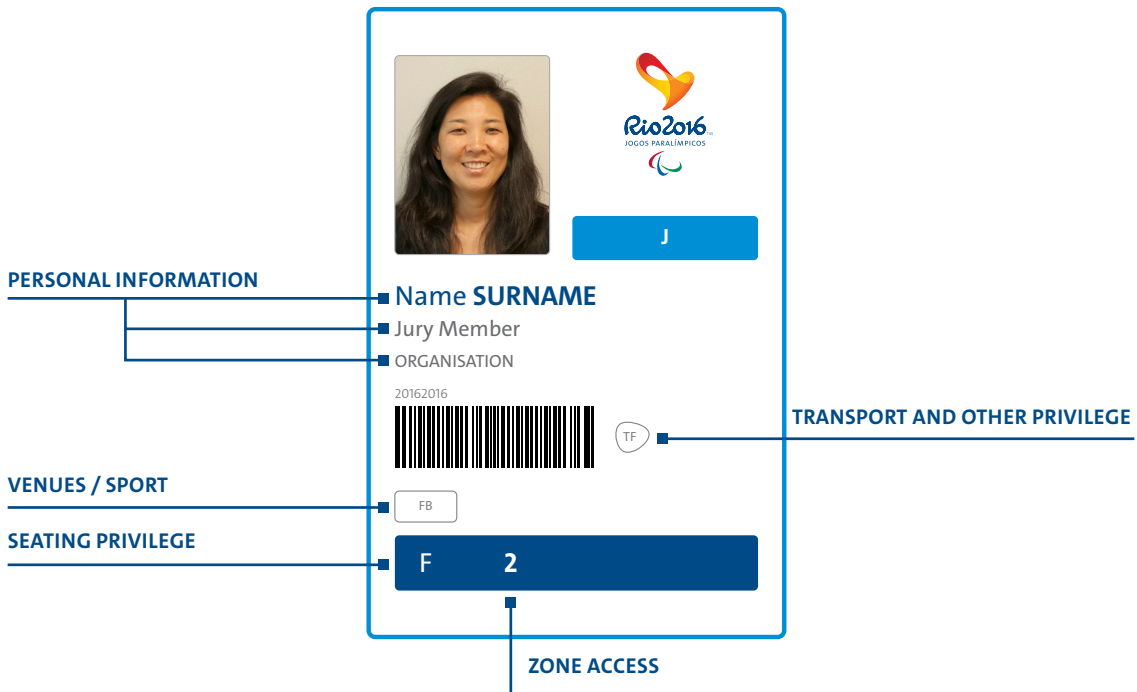 Rio2016™
JOGOS PARALÍMPICOS
J
PERSONAL INFORMATION
Name SURNAME
Jury Member
ORGANISATION
20162016
TRANSPORT AND OTHER PRIVILEGE
TF
VENUES / SPORT
FB
SEATING PRIVILEGE
F 2
ZONE ACCESS